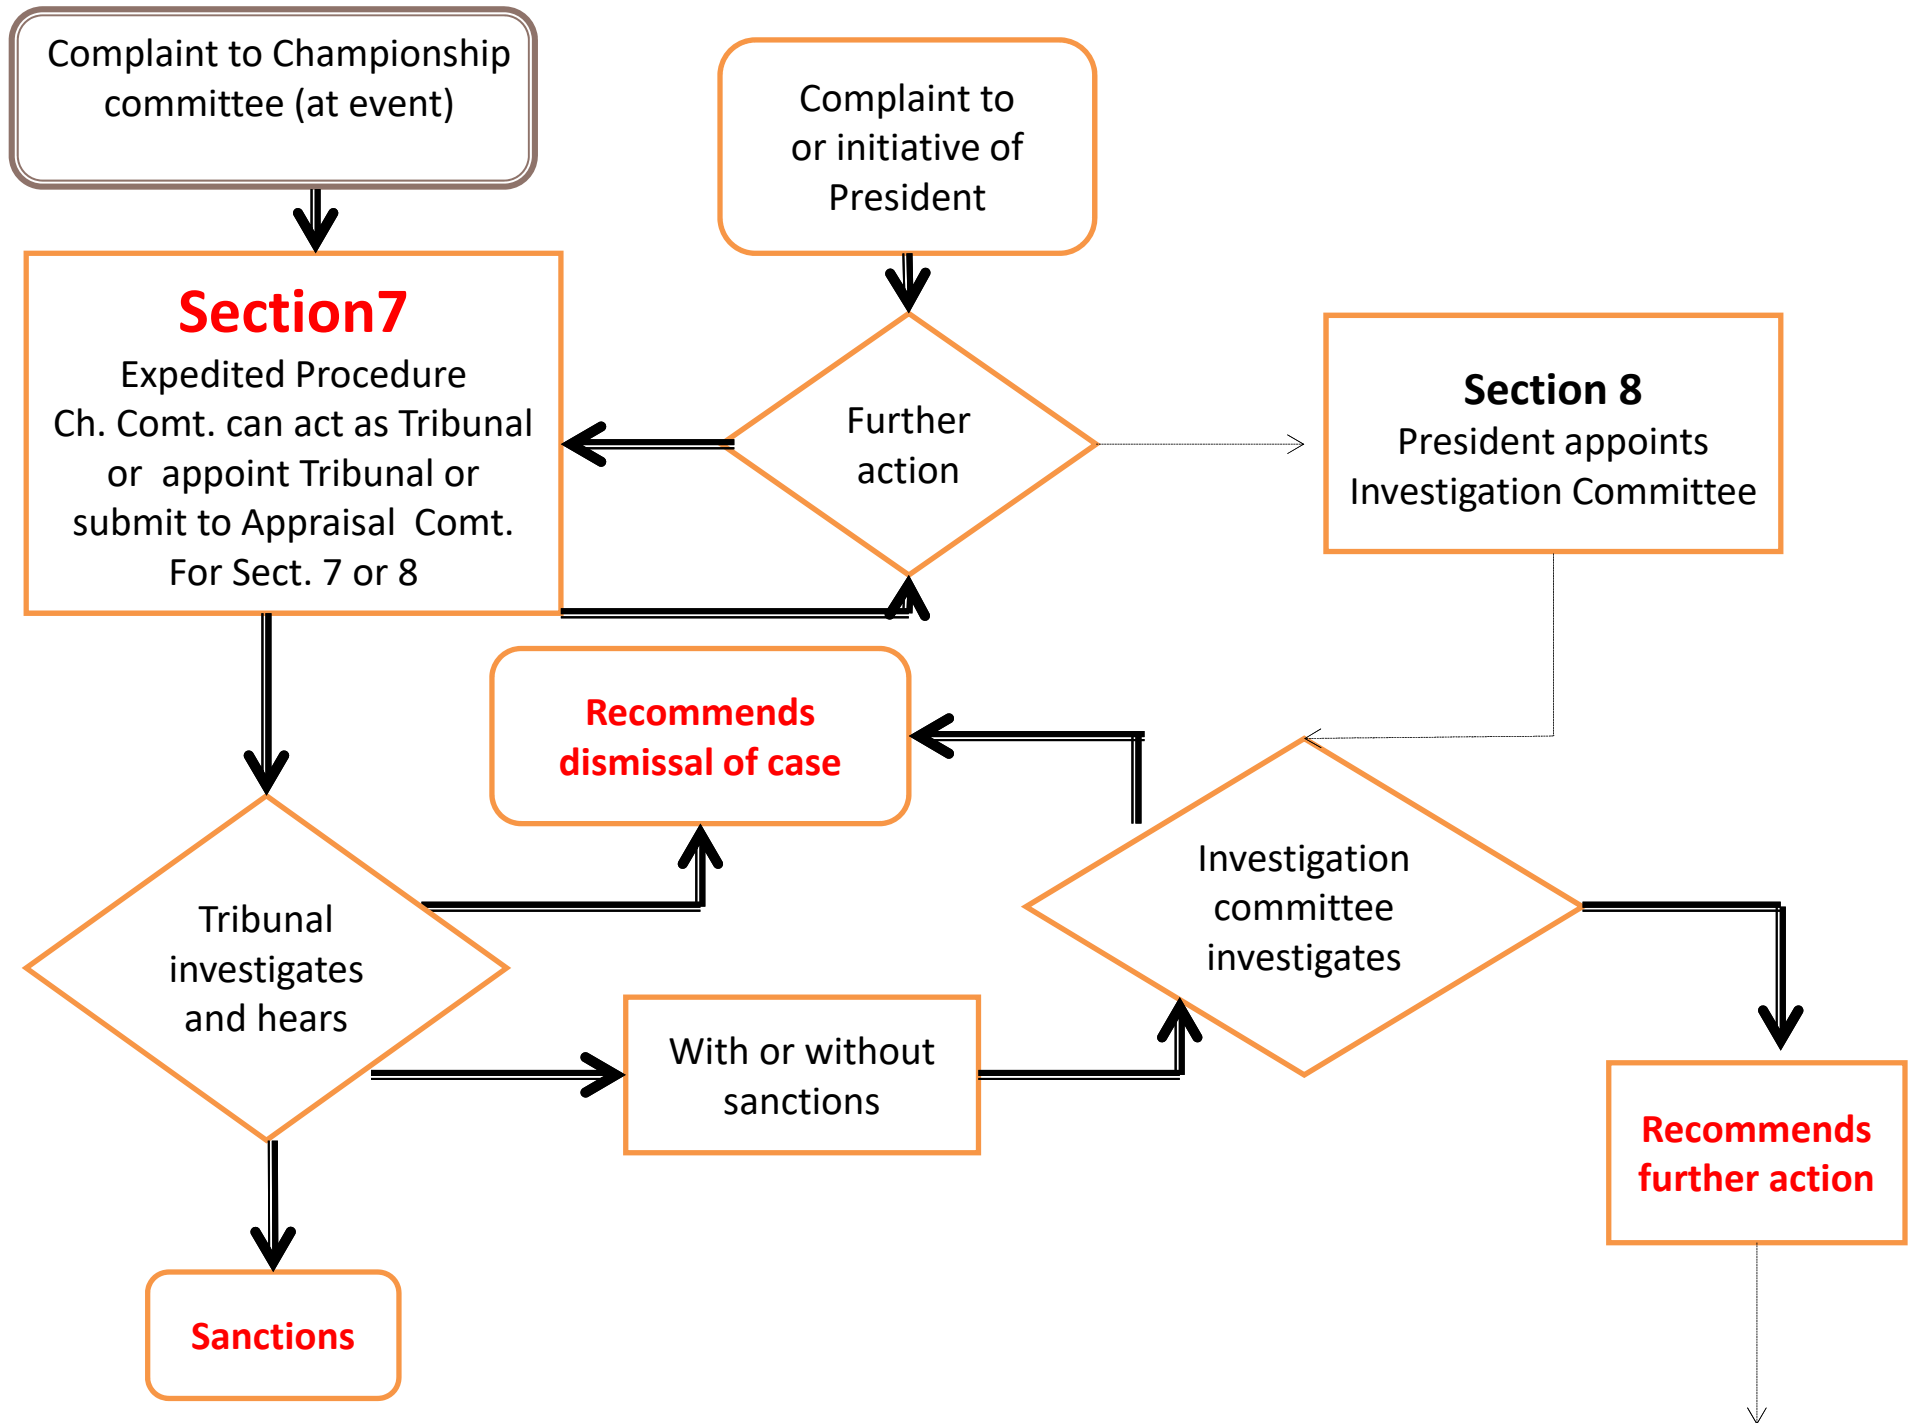 Complaint to Championship
committee (at event)
Complaint to
or initiative of
President
Section7
Expedited Procedure
Ch. Comt. can act as Tribunal
or appoint Tribunal or
submit to Appraisal Comt.
For Sect. 7 or 8
Further
action
Section 8
President appoints
Investigation Committee
Recommends
dismissal of case
Tribunal
investigates
and hears
Investigation
committee
investigates
With or without
sanctions
Recommends
further action
Sanctions